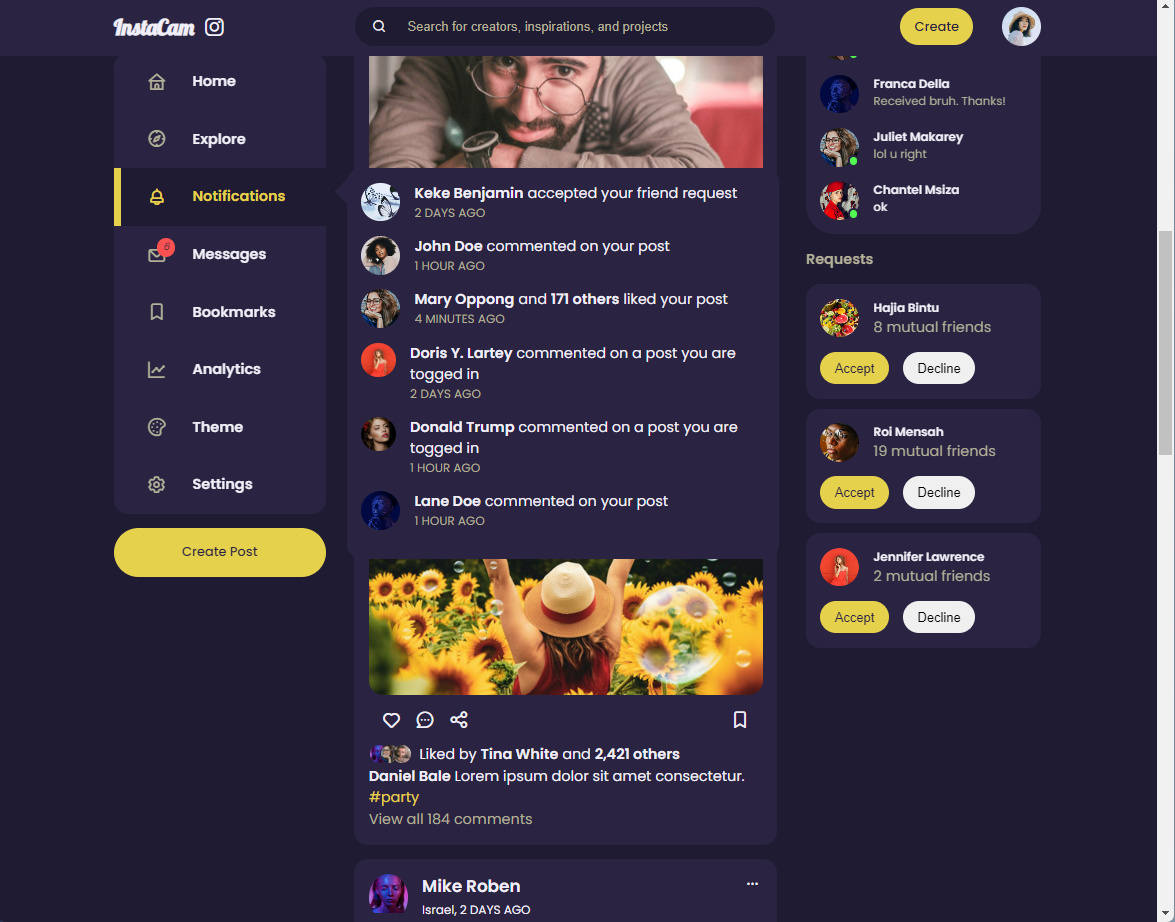 InstaCam
Search for creators, inspirations, and projects
Create
Home
Explore
Notifications
6
Messages
Bookmarks
Analytics
Theme
Settings
Create Post
Keke Benjamin accepted your friend request
2 DAYS AGO
John Doe commented on your post
1 HOUR AGO
Mary Oppong and 171 others liked your post
4 MINUTES AGO
Doris Y. Lartey commented on a post you are
togged in
2 DAYS AGO
Donald Trump commented on a post you are
togged in
1 HOUR AGO
Lane Doe commented on your post
1 HOUR AGO
Liked by Tina White and 2,421 others
Daniel Bale Lorem ipsum dolor sit amet consectetur.
#party
View all 184 comments
Mike Roben
Israel, 2 DAYS AGO
Franca Della
Received bruh. Thanks!
Juliet Makarey
lol u right
Chantel Msiza
ok
Requests
Hajia Bintu
8 mutual friends
Accept
Decline
Roi Mensah
19 mutual friends
Accept
Decline
Jennifer Lawrence
2 mutual friends
Accept
Decline